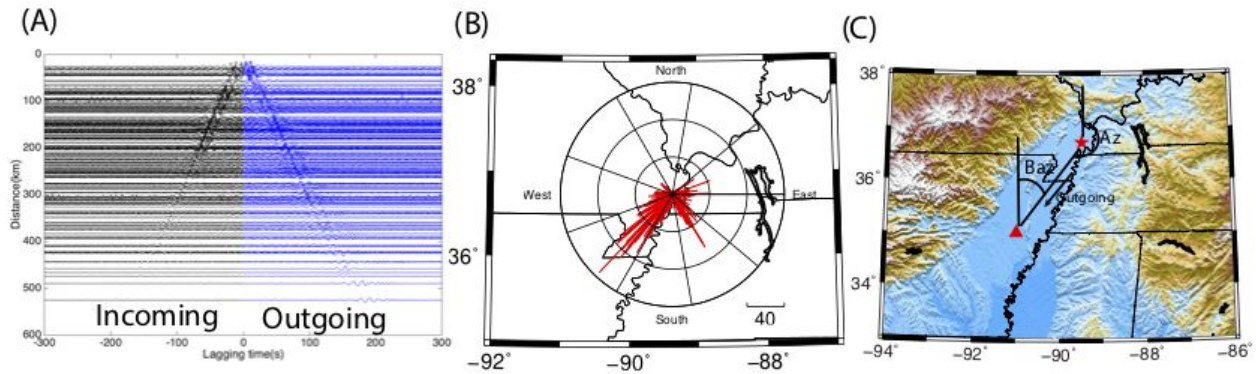 (A)
0
100
200
300
400
500
600
Distance(km)
Incoming
Outgoing
-300
-200
-100
0
100
200
300
Lagging time(s)
(B)
38°
36°
North
West
East
South
40
−92
−90
−88
(C)
38°
36°
34°
Az
Baz
Outgoing
−94°
−92°
−90°
−88°
−86°